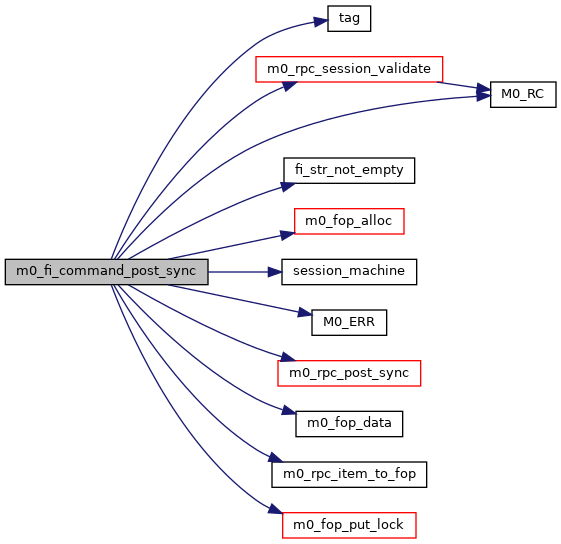 tag
m0_rpc_session_validate
M0_RC
fi_str_not_empty
m0_fop_alloc
m0_fi_command_post_sync
session_machine
M0_ERR
m0_rpc_post_sync
m0_fop_data
m0_rpc_item_to_fop
m0_fop_put_lock